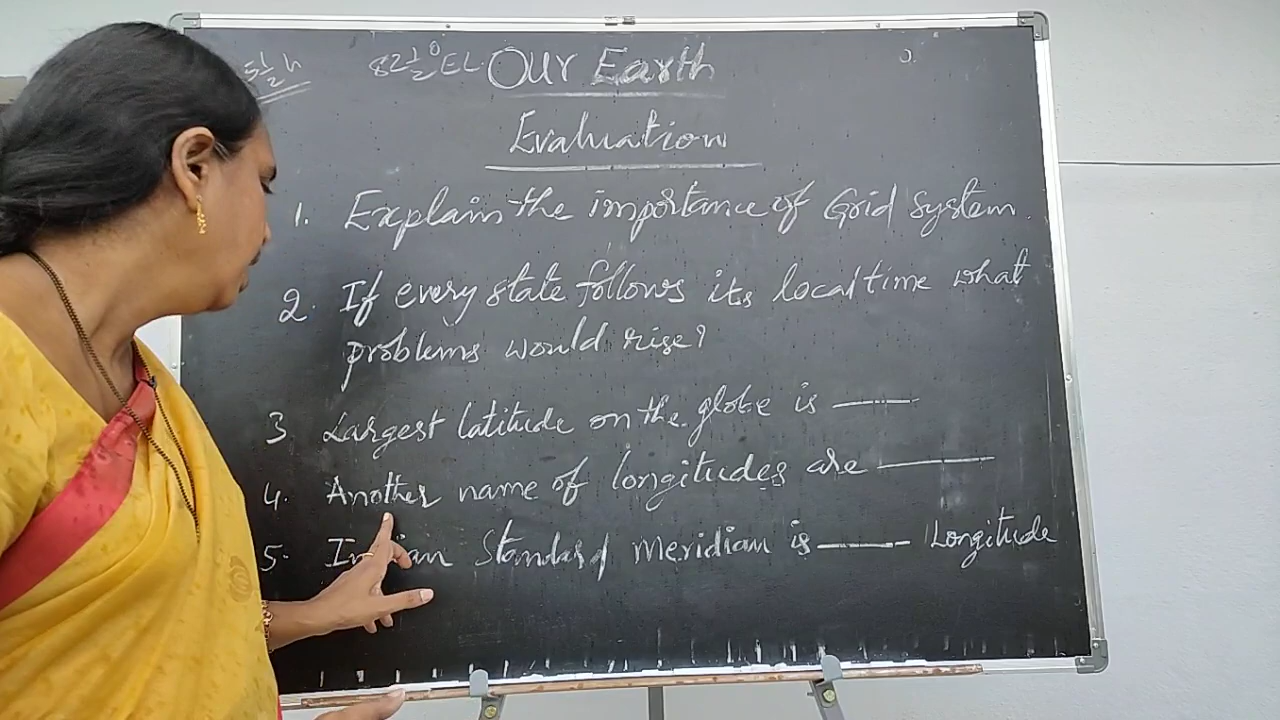 5½ h 82½° EL Our Earth
Evaluation
1. Explain the importance of Grid System.
2. If every state follows its local time what
problems would rise?
3 Largest latitude on the globe is ——
4. Another name of longitudes are ——
5. Indian Standard Meridian is —— Longitude